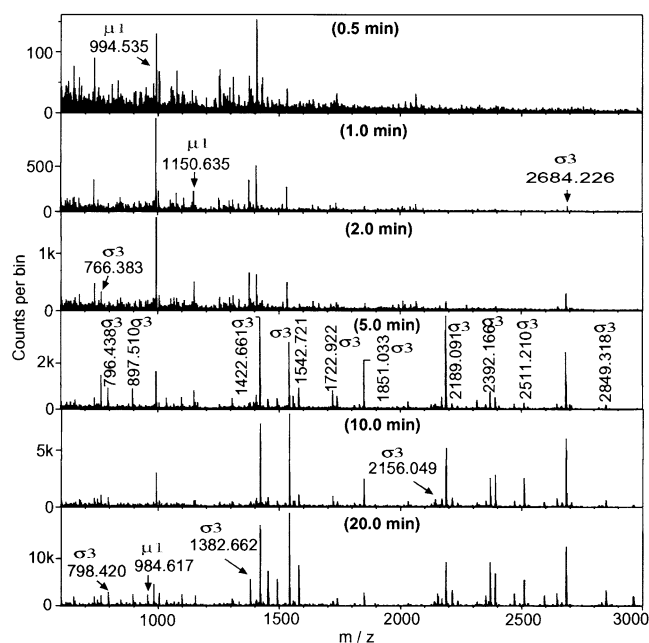 (0.5 min)
100
μ1
994.535
0
(1.0 min)
500
μ1
1150.635
σ3
2684.226
0
(2.0 min)
1k
σ3
766.383
0
(5.0 min)
2k
796.438 σ3
897.510 σ3
1422.661 σ3
σ3
1542.721
1722.922 σ3
1851.033 σ3
2189.091 σ3
2392.166 σ3
2511.210 σ3
2849.318 σ3
0
(10.0 min)
5k
σ3
2156.049
0
(20.0 min)
10k
σ3
798.420
μ1
984.617
σ3
1382.662
0
1000 1500 2000 2500 3000
m / z
Counts per bin